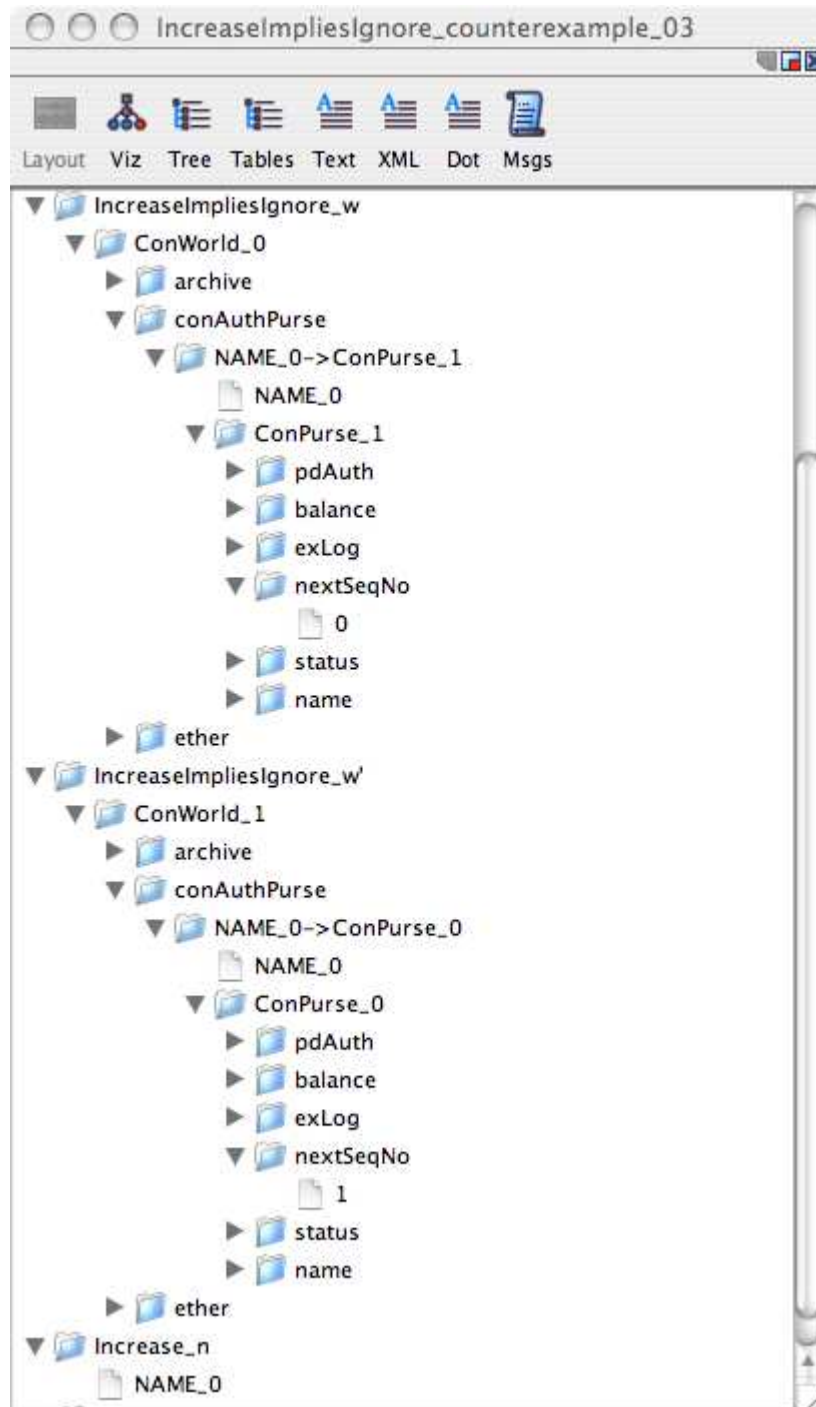 IncreaseImpliesIgnore_counterexample_03
Layout Viz Tree Tables Text XML Dot Msgs
IncreaseImpliesIgnore_w
ConWorld_0
archive
conAuthPurse
NAME_0->ConPurse_1
NAME_0
ConPurse_1
pdAuth
balance
exLog
nextSeqNo
0
status
name
ether
IncreaseImpliesIgnore_w'
ConWorld_1
archive
conAuthPurse
NAME_0->ConPurse_0
NAME_0
ConPurse_0
pdAuth
balance
exLog
nextSeqNo
1
status
name
ether
Increase_n
NAME_0